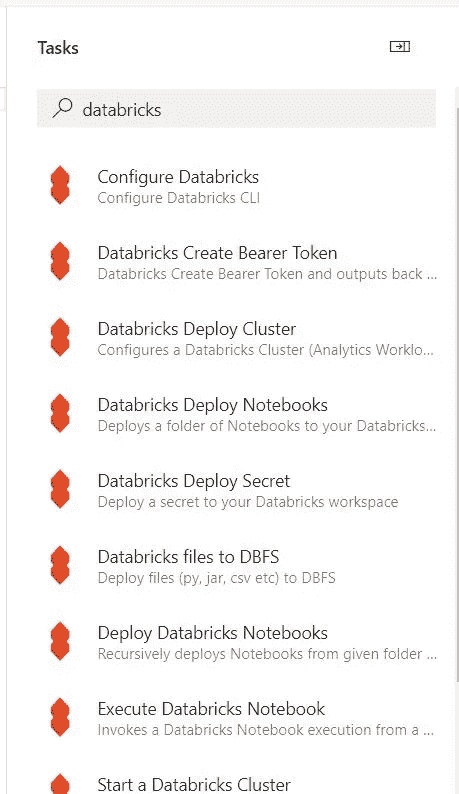 Tasks
databricks
Configure Databricks
Configure Databricks CLI
Databricks Create Bearer Token
Databricks Create Bearer Token and outputs back ...
Databricks Deploy Cluster
Configures a Databricks Cluster (Analytics Worklo...
Databricks Deploy Notebooks
Deploys a folder of Notebooks to your Databricks...
Databricks Deploy Secret
Deploy a secret to your Databricks workspace
Databricks files to DBFS
Deploy files (py, jar, csv etc) to DBFS
Deploy Databricks Notebooks
Recursively deploys Notebooks from given folder ...
Execute Databricks Notebook
Invokes a Databricks Notebook execution from a ...
Start a Databricks Cluster